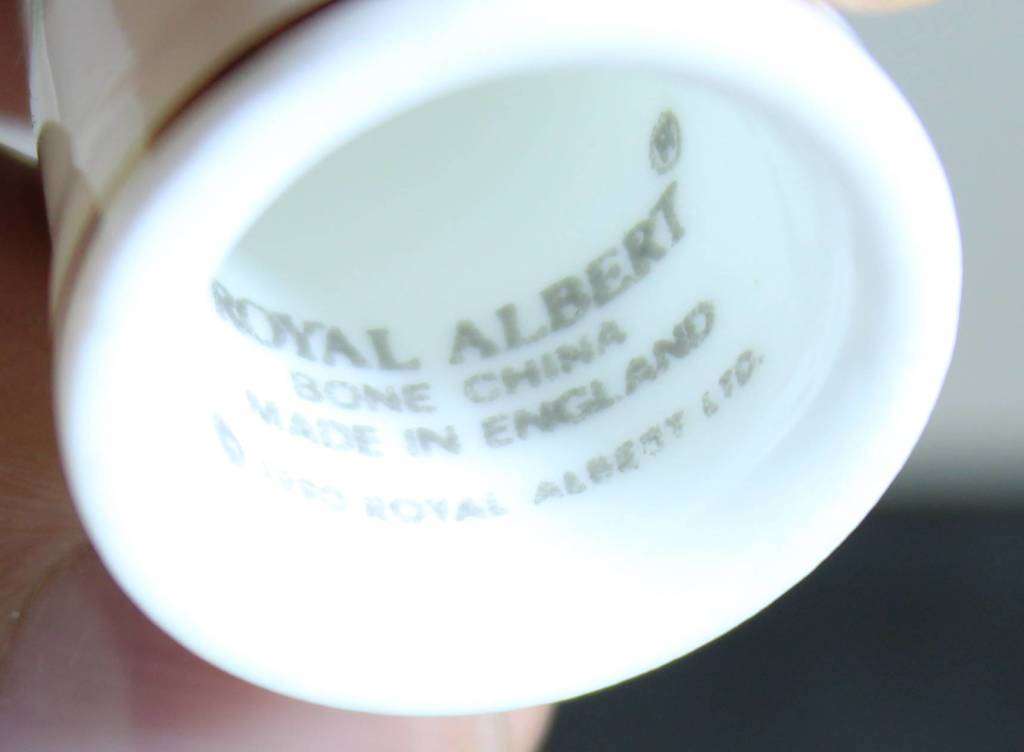 ROYAL ALBERT ®
BONE CHINA
MADE IN ENGLAND
© ROYAL ALBERT LTD.